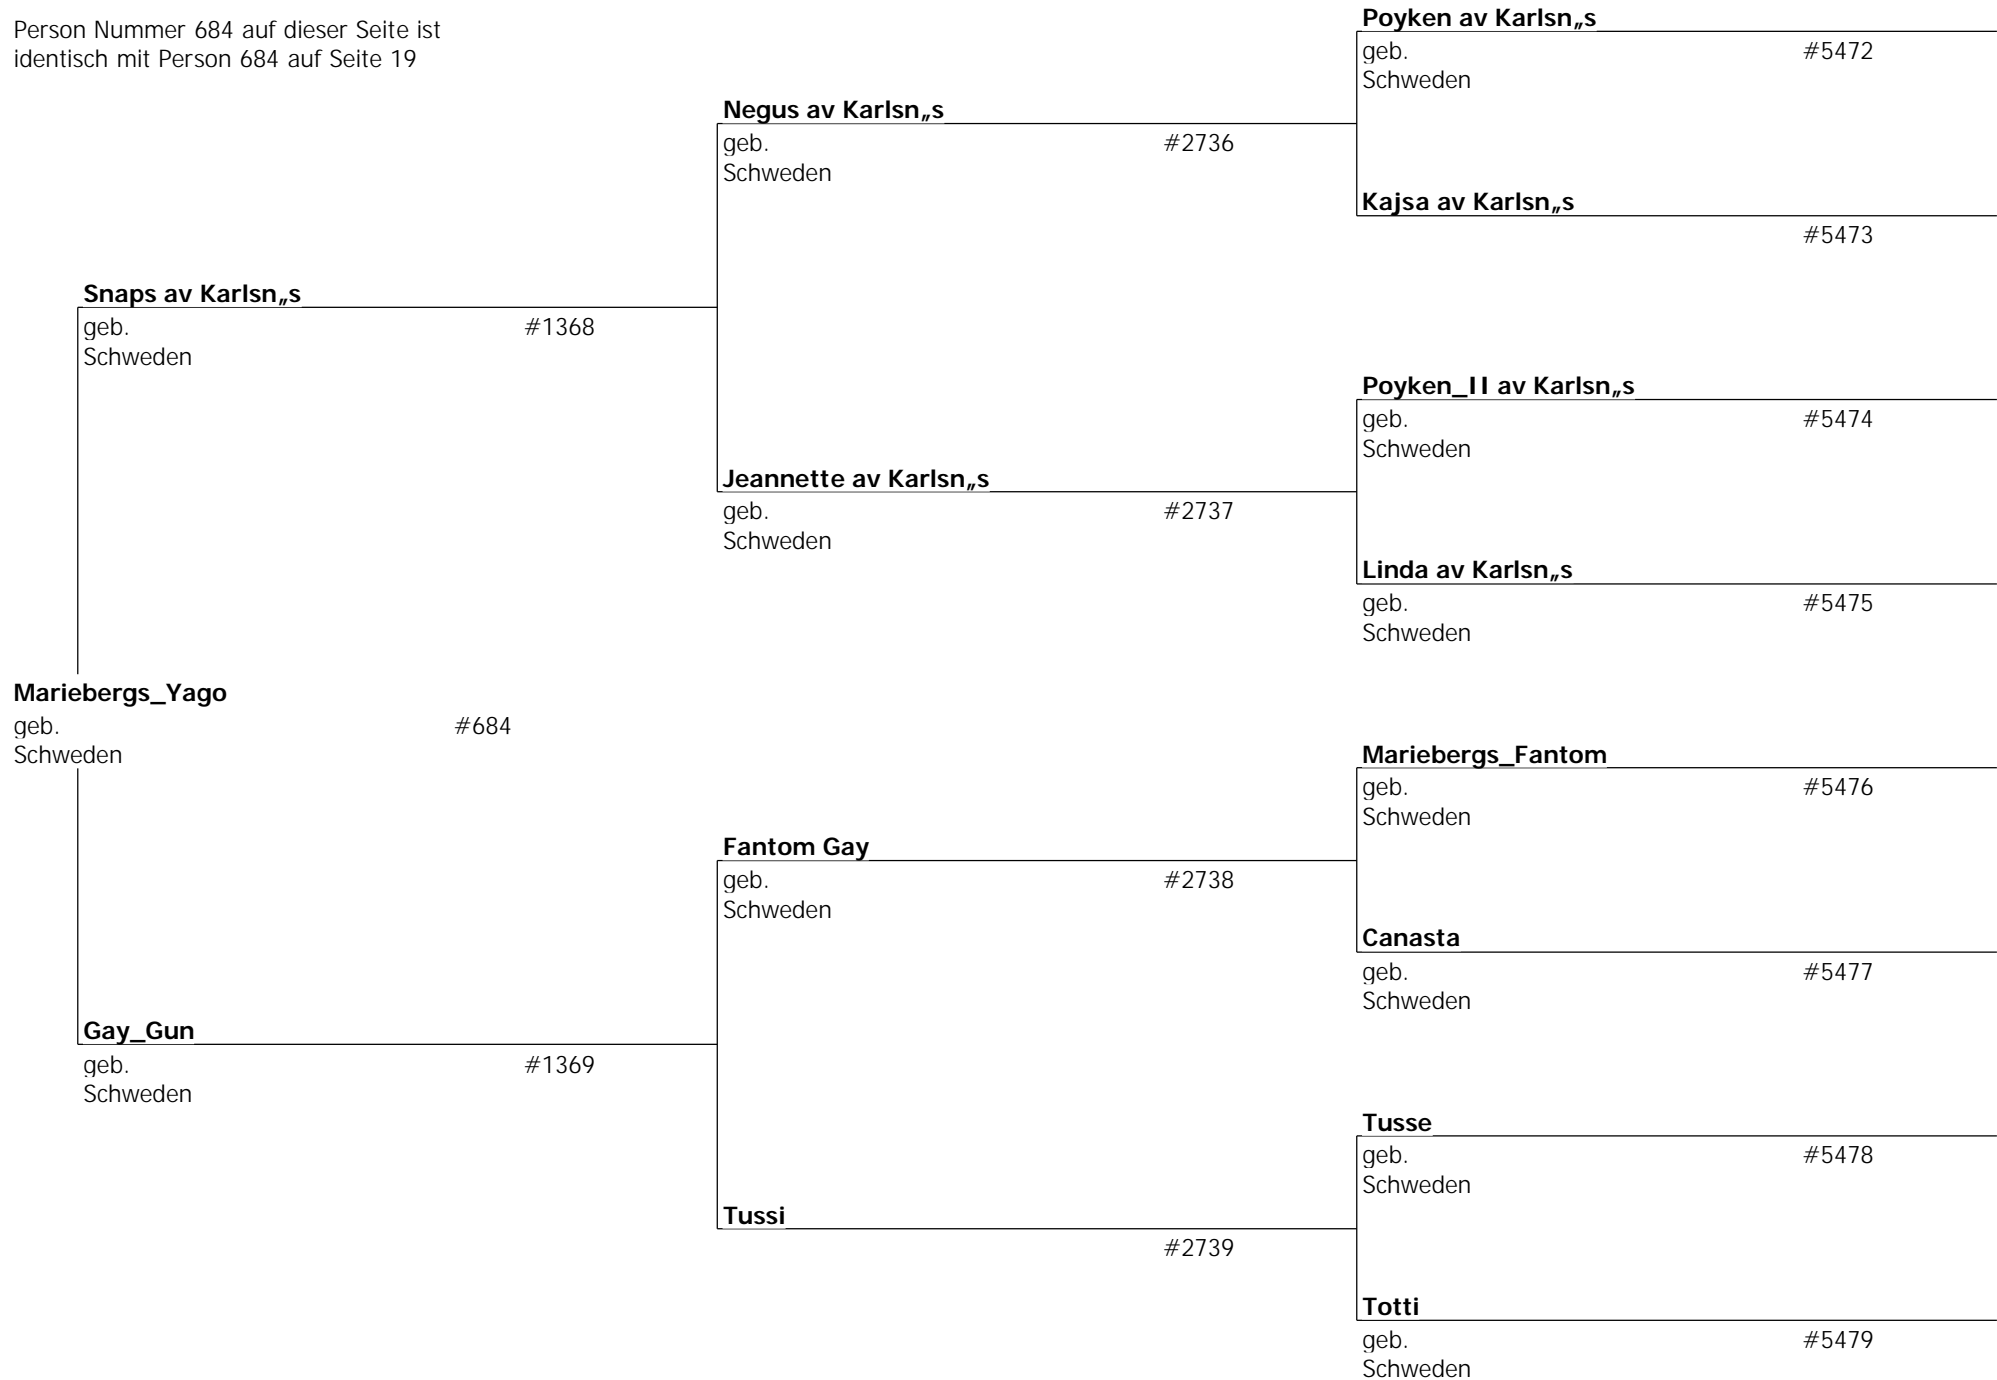 Person Nummer 684 auf dieser Seite ist
identisch mit Person 684 auf Seite 19
Poyken av Karlsn„s
geb. #5472
Schweden
Negus av Karlsn„s
geb. #2736
Schweden
Kajsa av Karlsn„s
#5473
Snaps av Karlsn„s
geb. #1368
Schweden
Poyken_II av Karlsn„s
geb. #5474
Schweden
Jeannette av Karlsn„s
geb. #2737
Schweden
Linda av Karlsn„s
geb. #5475
Schweden
Mariebergs_Yago
geb. #684
Schweden
Mariebergs_Fantom
geb. #5476
Schweden
Fantom Gay
geb. #2738
Schweden
Canasta
geb. #5477
Schweden
Gay_Gun
geb. #1369
Schweden
Tusse
geb. #5478
Schweden
Tussi
#2739
Totti
geb. #5479
Schweden